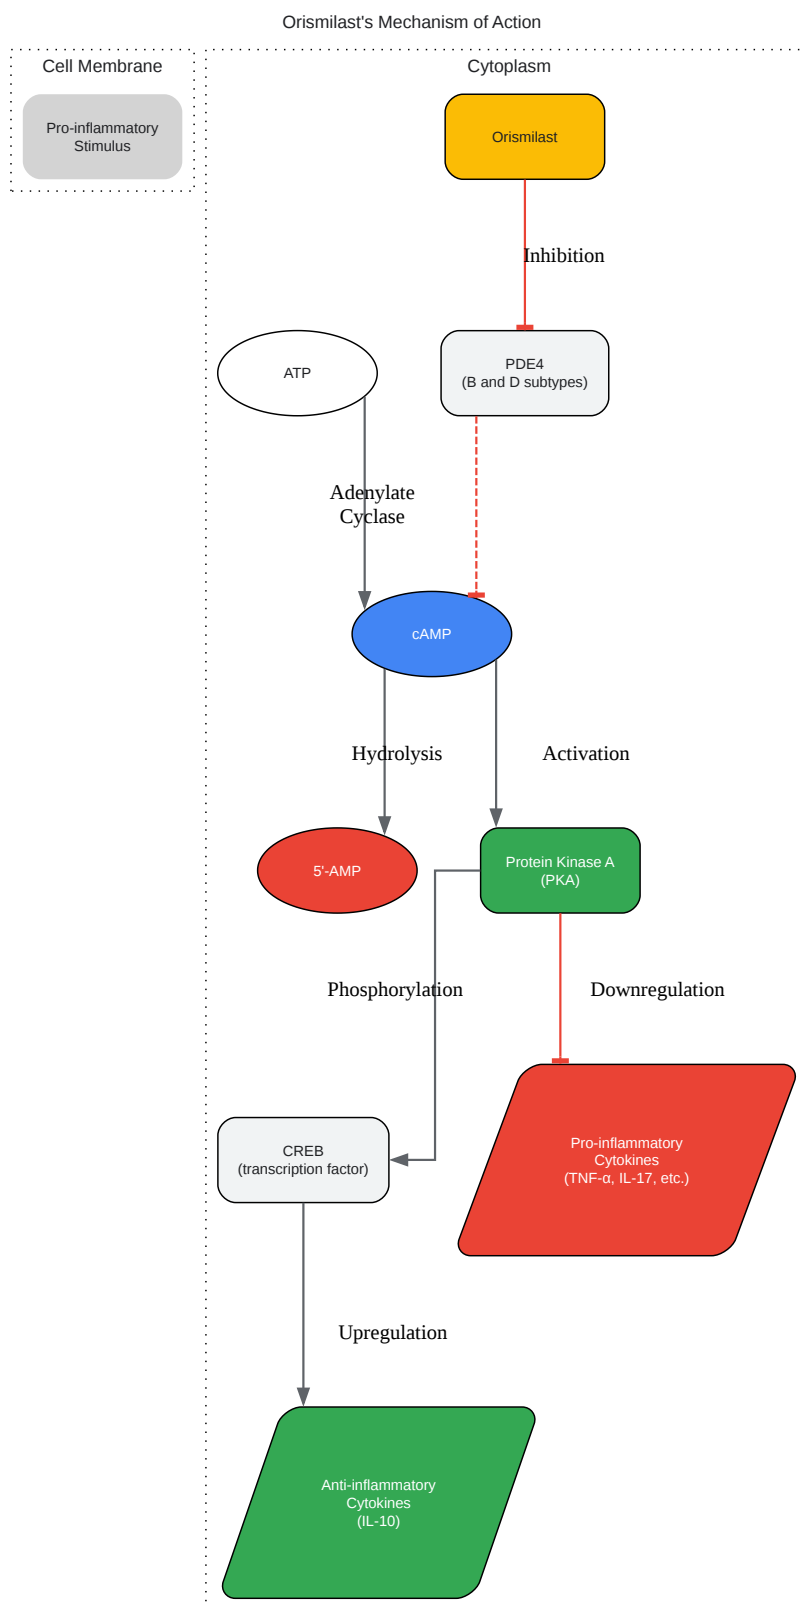 Orismilast's Mechanism of Action
Cell Membrane
Cytoplasm
Pro-inflammatory
Stimulus
Orismilast
Inhibition
ATP
PDE4
(B and D subtypes)
Adenylate
Cyclase
cAMP
Hydrolysis
Activation
5'-AMP
Protein Kinase A
(PKA)
Phosphorylation
Downregulation
Pro-inflammatory
Cytokines
(TNF-α, IL-17, etc.)
CREB
(transcription factor)
Upregulation
Anti-inflammatory
Cytokines
(IL-10)